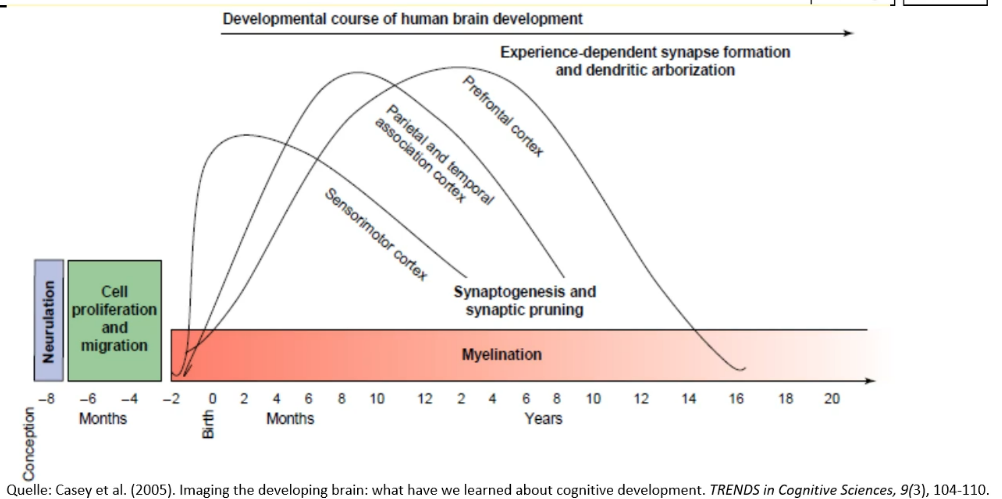 Developmental course of human brain development
Experience-dependent synapse formation
and dendritic arborization
Prefrontal cortex
Parietal and temporal
association cortex
Sensorimotor cortex
Neurulation
Cell
proliferation
and
migration
Synaptogenesis and
synaptic pruning
Myelination
–8 –6 –4 –2 0 2 4 6 8 10 12 2 4 6 8 10 12 14 16 18 20
Conception
Months
Birth
Months
Years
Quelle: Casey et al. (2005). Imaging the developing brain: what have we learned about cognitive development. TRENDS in Cognitive Sciences, 9(3), 104-110.